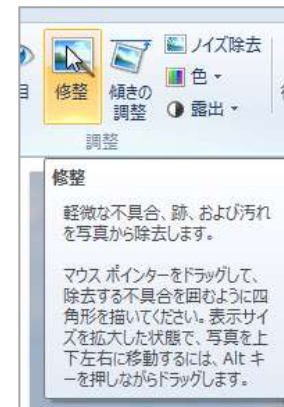 ノイズ除去
目
修整
傾きの
調整
色
露出
調整
修整
軽微な不具合、跡、および汚れ
を写真から除去します。
マウス ポインターをドラッグして、
除去する不具合を囲むように四
角形を描いてください。表示サイ
ズを拡大した状態で、写真を上
下左右に移動するには、Alt キ
ーを押しながらドラッグします。